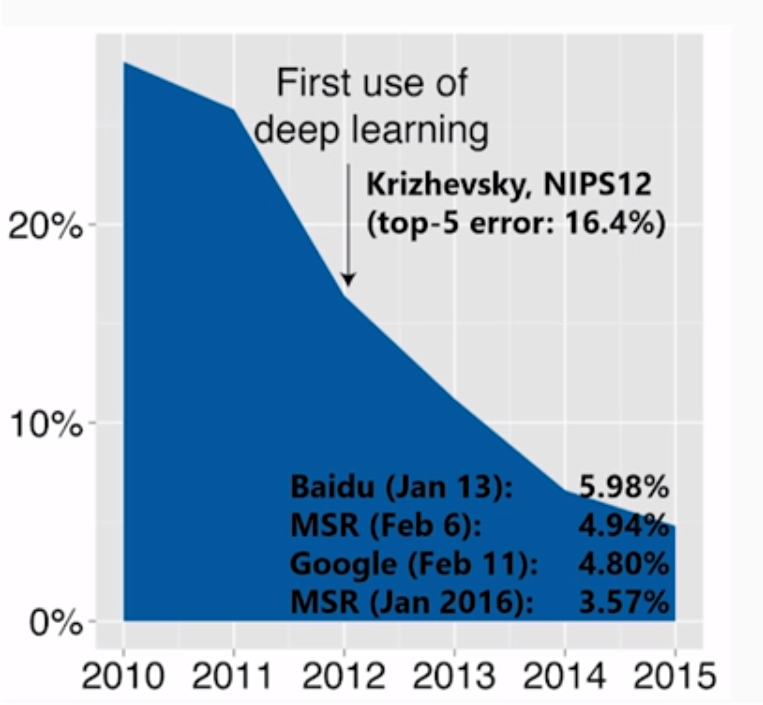 First use of
deep learning
Krizhevsky, NIPS12
(top-5 error: 16.4%)
20%
10%
Baidu (Jan 13): 5.98%
MSR (Feb 6): 4.94%
Google (Feb 11): 4.80%
MSR (Jan 2016): 3.57%
0%
2010 2011 2012 2013 2014 2015